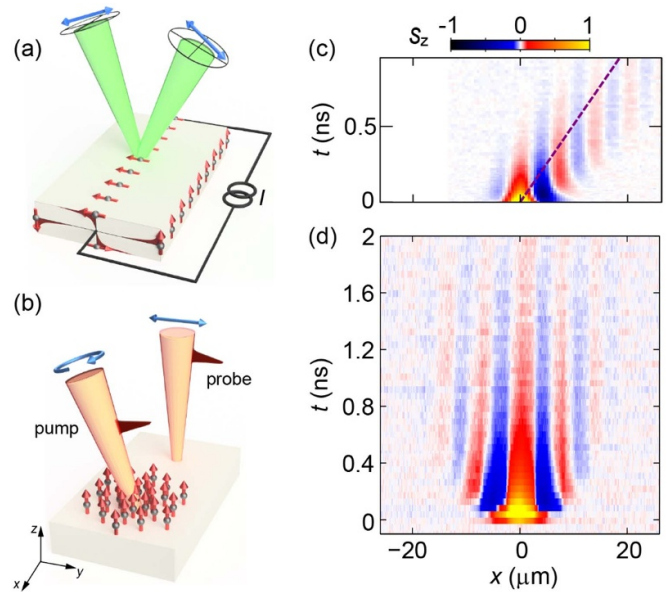 (a)
I
(b)
pump
probe
z
y
x
(c)
Sz
-1 0 1
t (ns)
0.5
0
(d)
t (ns)
2
1.6
1.2
0.8
0.4
0
−20 0 20
x (μm)